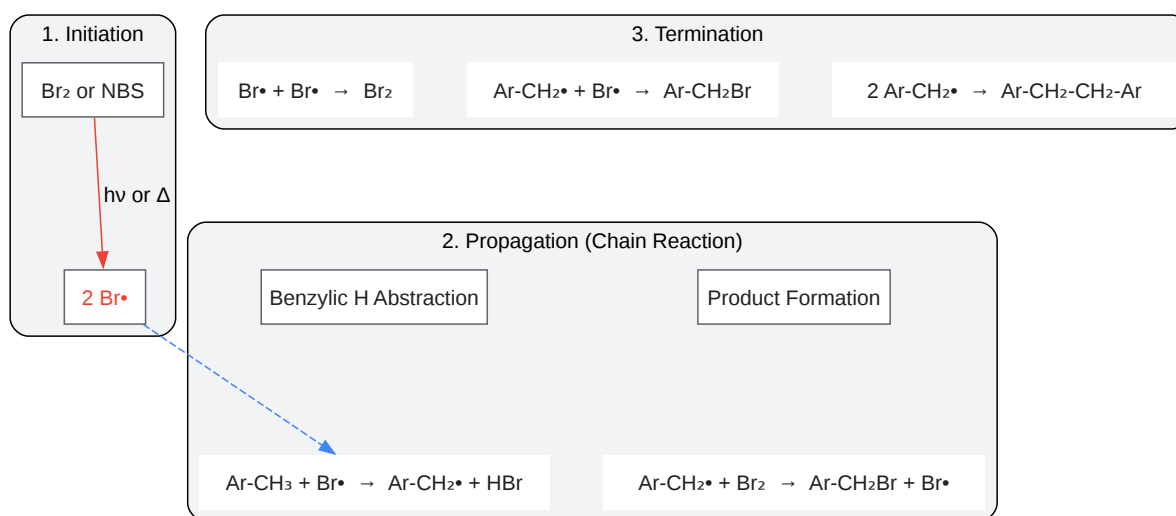 1. Initiation
Br₂ or NBS
hν or Δ
2 Br•
3. Termination
Br• + Br• → Br₂
Ar-CH₂• + Br• → Ar-CH₂Br
2 Ar-CH₂• → Ar-CH₂-CH₂-Ar
2. Propagation (Chain Reaction)
Benzylic H Abstraction
Product Formation
Ar-CH₃ + Br• → Ar-CH₂• + HBr
Ar-CH₂• + Br₂ → Ar-CH₂Br + Br•